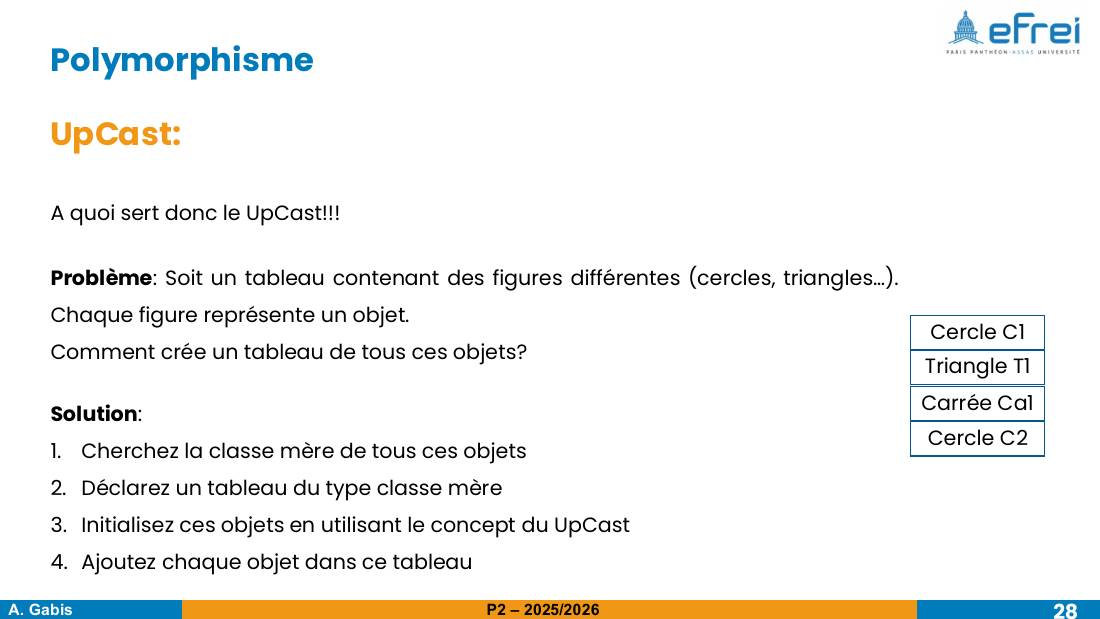 efrei
PARIS PANTHÉON-ASSAS UNIVERSITÉ
Polymorphisme
UpCast:
A quoi sert donc le UpCast!!!
Problème: Soit un tableau contenant des figures différentes (cercles, triangles…).
Chaque figure représente un objet.
Comment crée un tableau de tous ces objets?
Cercle C1
Triangle T1
Carrée Ca1
Cercle C2
Solution:
1. Cherchez la classe mère de tous ces objets
2. Déclarez un tableau du type classe mère
3. Initialisez ces objets en utilisant le concept du UpCast
4. Ajoutez chaque objet dans ce tableau
A. Gabis
P2 – 2025/2026
28